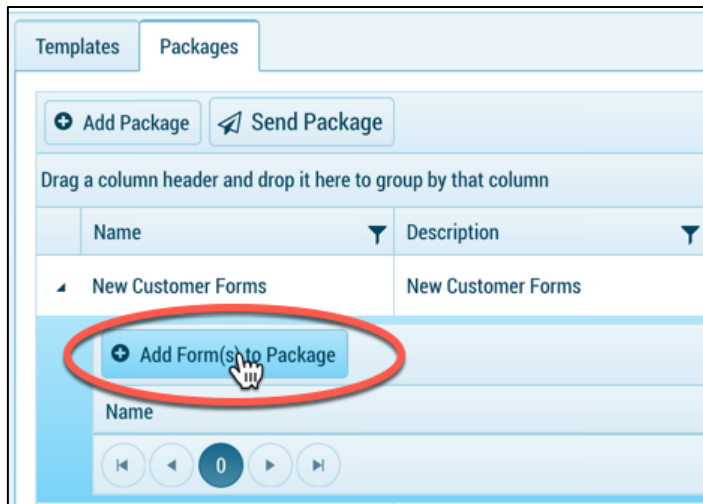 Templates Packages
Add Package Send Package
Drag a column header and drop it here to group by that column
Name Description
New Customer Forms New Customer Forms
Add Form(s) to Package
Name
0